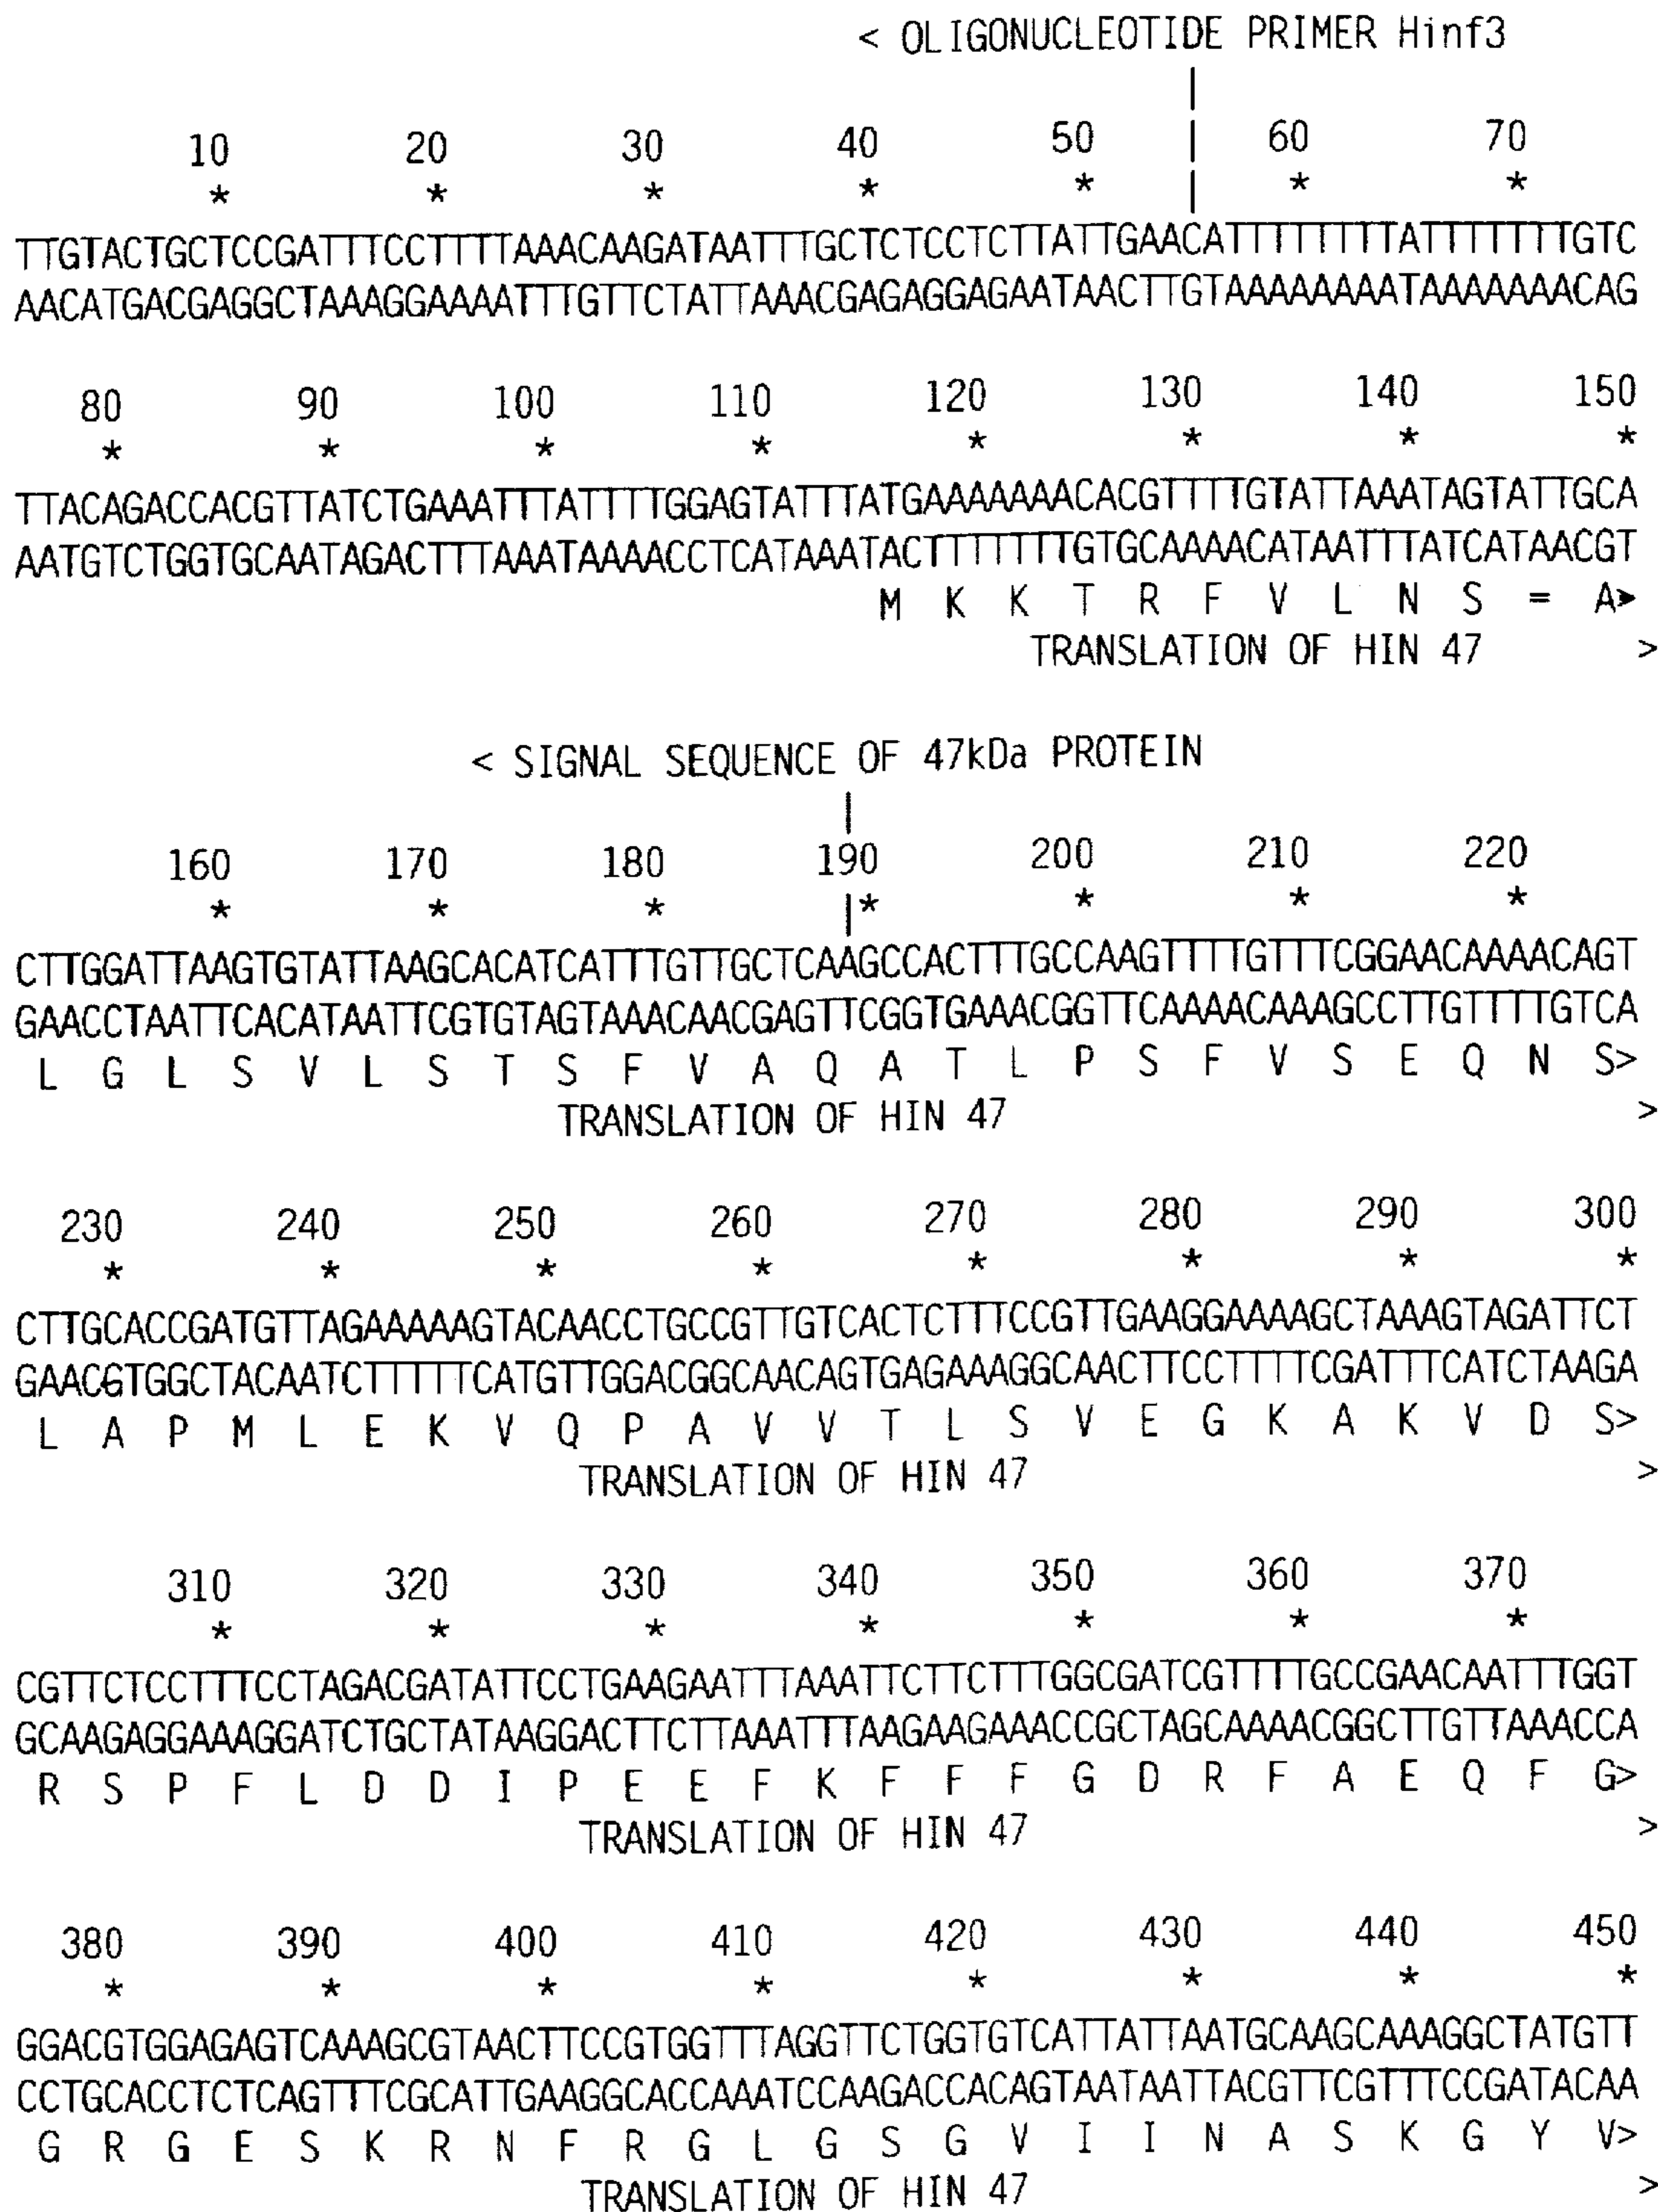 < OLIGONUCLEOTIDE PRIMER Hinf3
10 20 30 40 50 | 60 70
* * * * * | * *
TTGTACTGCTCCGATTTCCTTTTAAACAAGATAATTTGCTCTCCTCTTATTGAACATTTTTTTTATTTTTTTGTC
AACATGACGAGGCTAAAGGAAAATTTGTTCTATTAAACGAGAGGAGAATAACTTGTAAAAAAAATAAAAAAACAG
80 90 100 110 120 130 140 150
* * * * * * * *
TTACAGACCACGTTATCTGAAATTTATTTTGGAGTATTTATGAAAAAAACACGTTTTGTATTAAATAGTATTGCA
AATGTCTGGTGCAATAGACTTTAAATAAAACCTCATAAATACTTTTTTTGTGCAAAACATAATTTATCATAACGT
M K K T R F V L N S = A>
TRANSLATION OF HIN 47 >
< SIGNAL SEQUENCE OF 47kDa PROTEIN
160 170 180 190 200 210 220
* * * |* * * *
CTTGGATTAAGTGTATTAAGCACATCATTTGTTGCTCAAGCCACTTTGCCAAGTTTTGTTTCGGAACAAAACAGT
GAACCTAATTCACATAATTCGTGTAGTAAACAACGAGTTCGGTGAAACGGTTCAAAACAAAGCCTTGTTTTGTCA
L G L S V L S T S F V A Q A T L P S F V S E Q N S>
TRANSLATION OF HIN 47 >
230 240 250 260 270 280 290 300
* * * * * * * *
CTTGCACCGATGTTAGAAAAAGTACAACCTGCCGTTGTCACTCTTTCCGTTGAAGGAAAAGCTAAAGTAGATTCT
GAACGTGGCTACAATCTTTTTCATGTTGGACGGCAACAGTGAGAAAGGCAACTTCCTTTTCGATTTCATCTAAGA
L A P M L E K V Q P A V V T L S V E G K A K V D S>
TRANSLATION OF HIN 47 >
310 320 330 340 350 360 370
* * * * * * *
CGTTCTCCTTTCCTAGACGATATTCCTGAAGAATTTAAATTCTTCTTTGGCGATCGTTTTGCCGAACAATTTGGT
GCAAGAGGAAAGGATCTGCTATAAGGACTTCTTAAATTTAAGAAGAAACCGCTAGCAAAACGGCTTGTTAAACCA
R S P F L D D I P E E F K F F F G D R F A E Q F G>
TRANSLATION OF HIN 47 >
380 390 400 410 420 430 440 450
* * * * * * * *
GGACGTGGAGAGTCAAAGCGTAACTTCCGTGGTTTAGGTTCTGGTGTCATTATTAATGCAAGCAAAGGCTATGTT
CCTGCACCTCTCAGTTTCGCATTGAAGGCACCAAATCCAAGACCACAGTAATAATTACGTTCGTTTCCGATACAA
G R G E S K R N F R G L G S G V I I N A S K G Y V>
TRANSLATION OF HIN 47 >